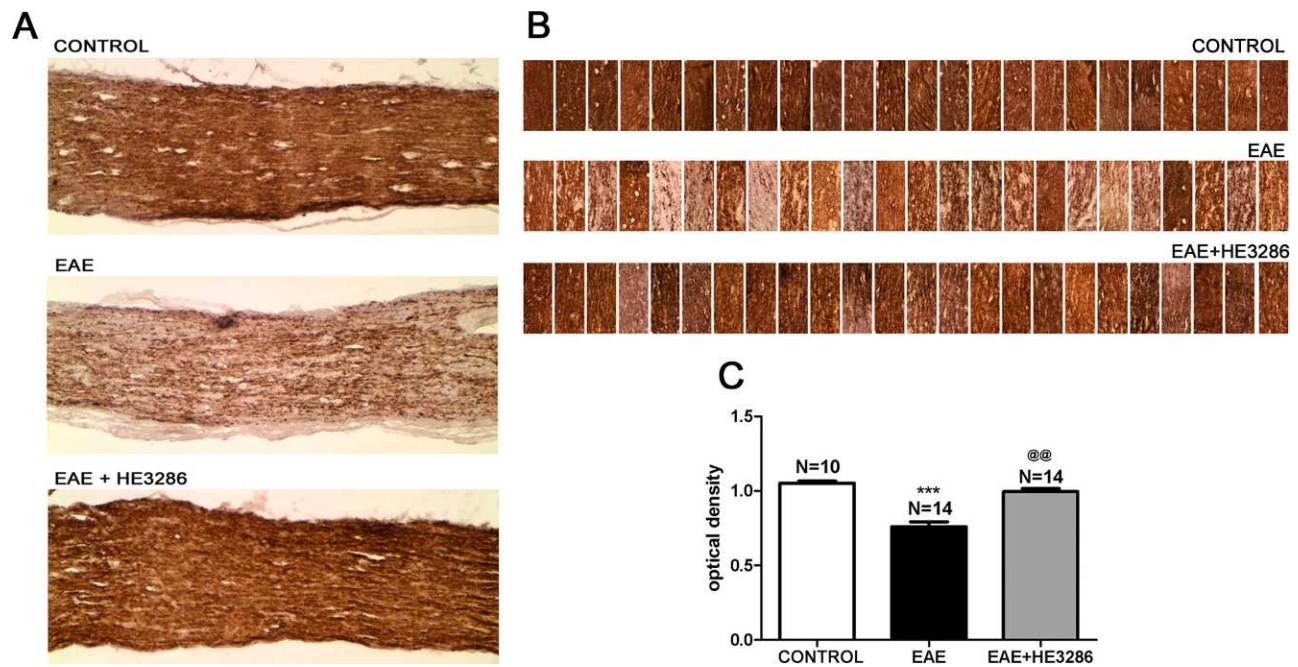 A
CONTROL
EAE
EAE + HE3286
B
CONTROL
EAE
EAE+HE3286
C
optical density
1.5
1.0
0.5
0.0
N=10
***
N=14
@@
N=14
CONTROL
EAE
EAE+HE3286